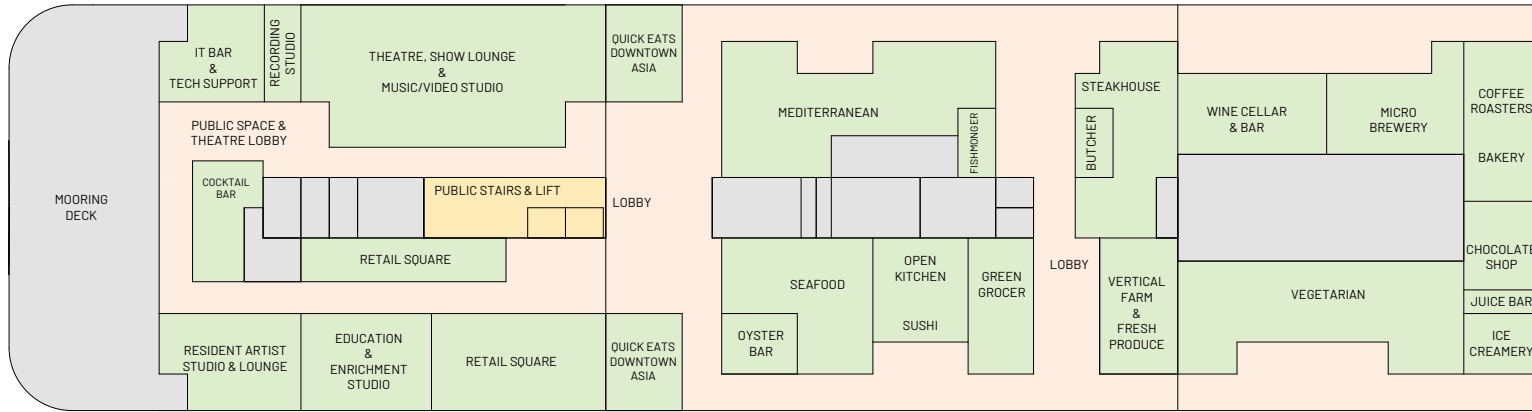 MOORING
DECK
IT BAR
&
TECH SUPPORT
RECORDING
STUDIO
THEATRE, SHOW LOUNGE
&
MUSIC/VIDEO STUDIO
QUICK EATS
DOWNTOWN
ASIA
PUBLIC SPACE &
THEATRE LOBBY
COCKTAIL
BAR
PUBLIC STAIRS & LIFT
LOBBY
RETAIL SQUARE
RESIDENT ARTIST
STUDIO & LOUNGE
EDUCATION
&
ENRICHMENT
STUDIO
RETAIL SQUARE
QUICK EATS
DOWNTOWN
ASIA
MEDITERRANEAN
FISHMONGER
SEAFOOD
OYSTER
BAR
OPEN
KITCHEN
SUSHI
GREEN
GROCER
STEAKHOUSE
BUTCHER
LOBBY
VERTICAL
FARM
&
FRESH
PRODUCE
WINE CELLAR
& BAR
MICRO
BREWERY
VEGETARIAN
COFFEE
ROASTERS
BAKERY
CHOCOLATE
SHOP
JUICE BAR
ICE
CREAMERY